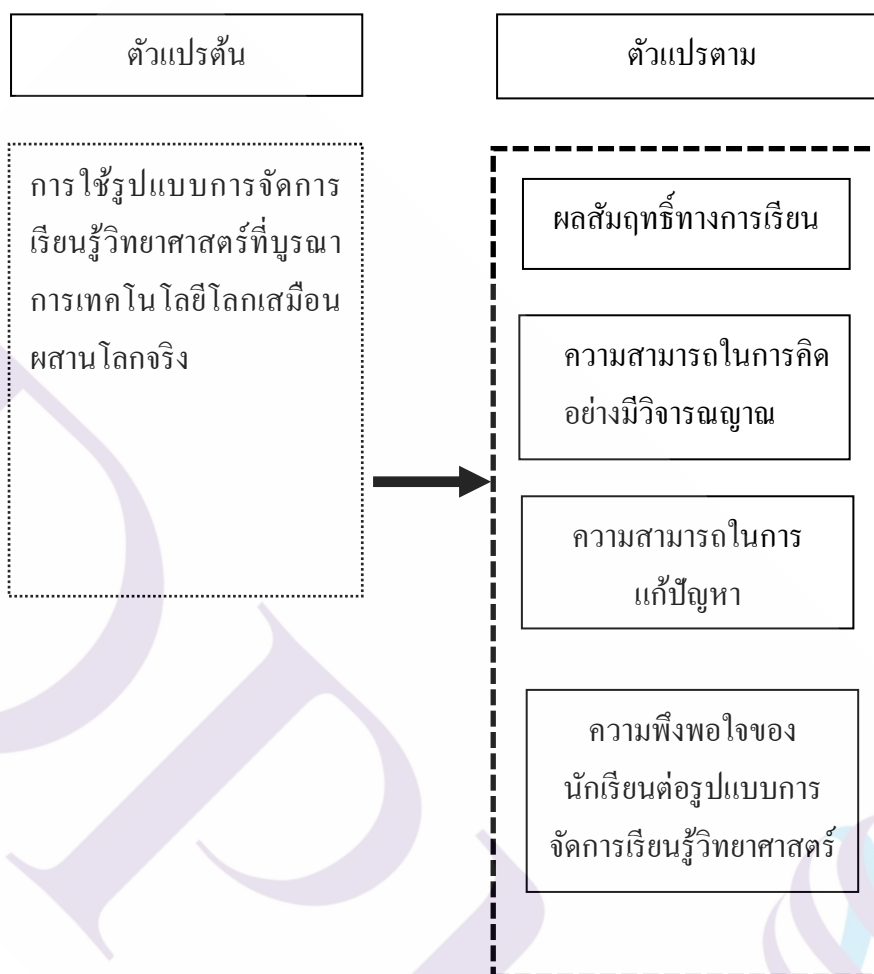 ตัวแปรต้น
ตัวแปรตาม
การใช้รูปแบบการจัดการ
เรียนรู้วิทยาศาสตร์ที่บูรณา
การเทคโนโลยีโลกเสมือน
ผสานโลกจริง
ผลสัมฤทธิ์ทางการเรียน
ความสามารถในการคิด
อย่างมีวิจารณญาณ
ความสามารถในการ
แก้ปัญหา
ความพึงพอใจของ
นักเรียนต่อรูปแบบการ
จัดการเรียนรู้วิทยาศาสตร์